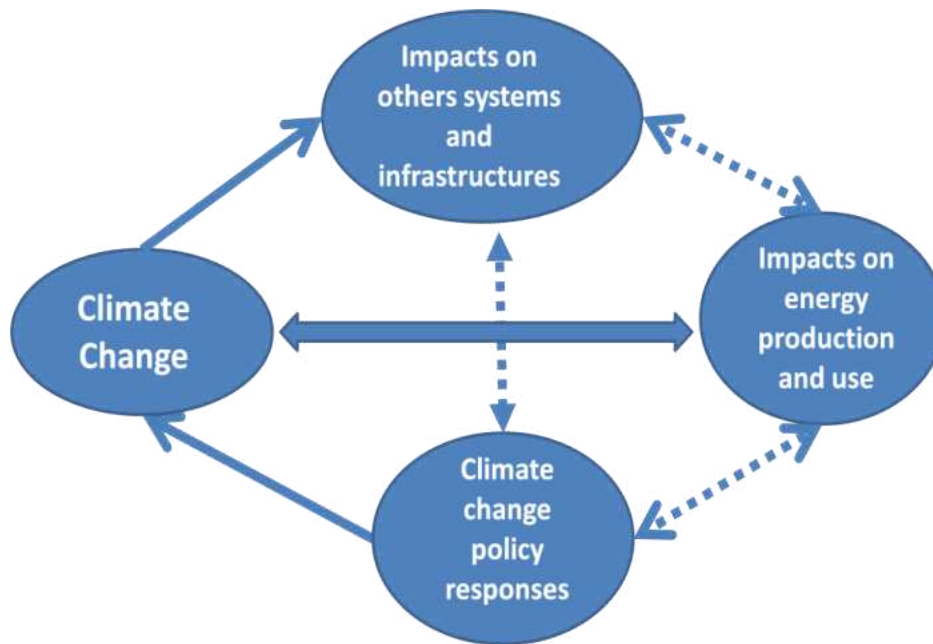 Impacts on
others systems
and
infrastructures
Climate
Change
Impacts on
energy
production
and use
Climate
change
policy
responses